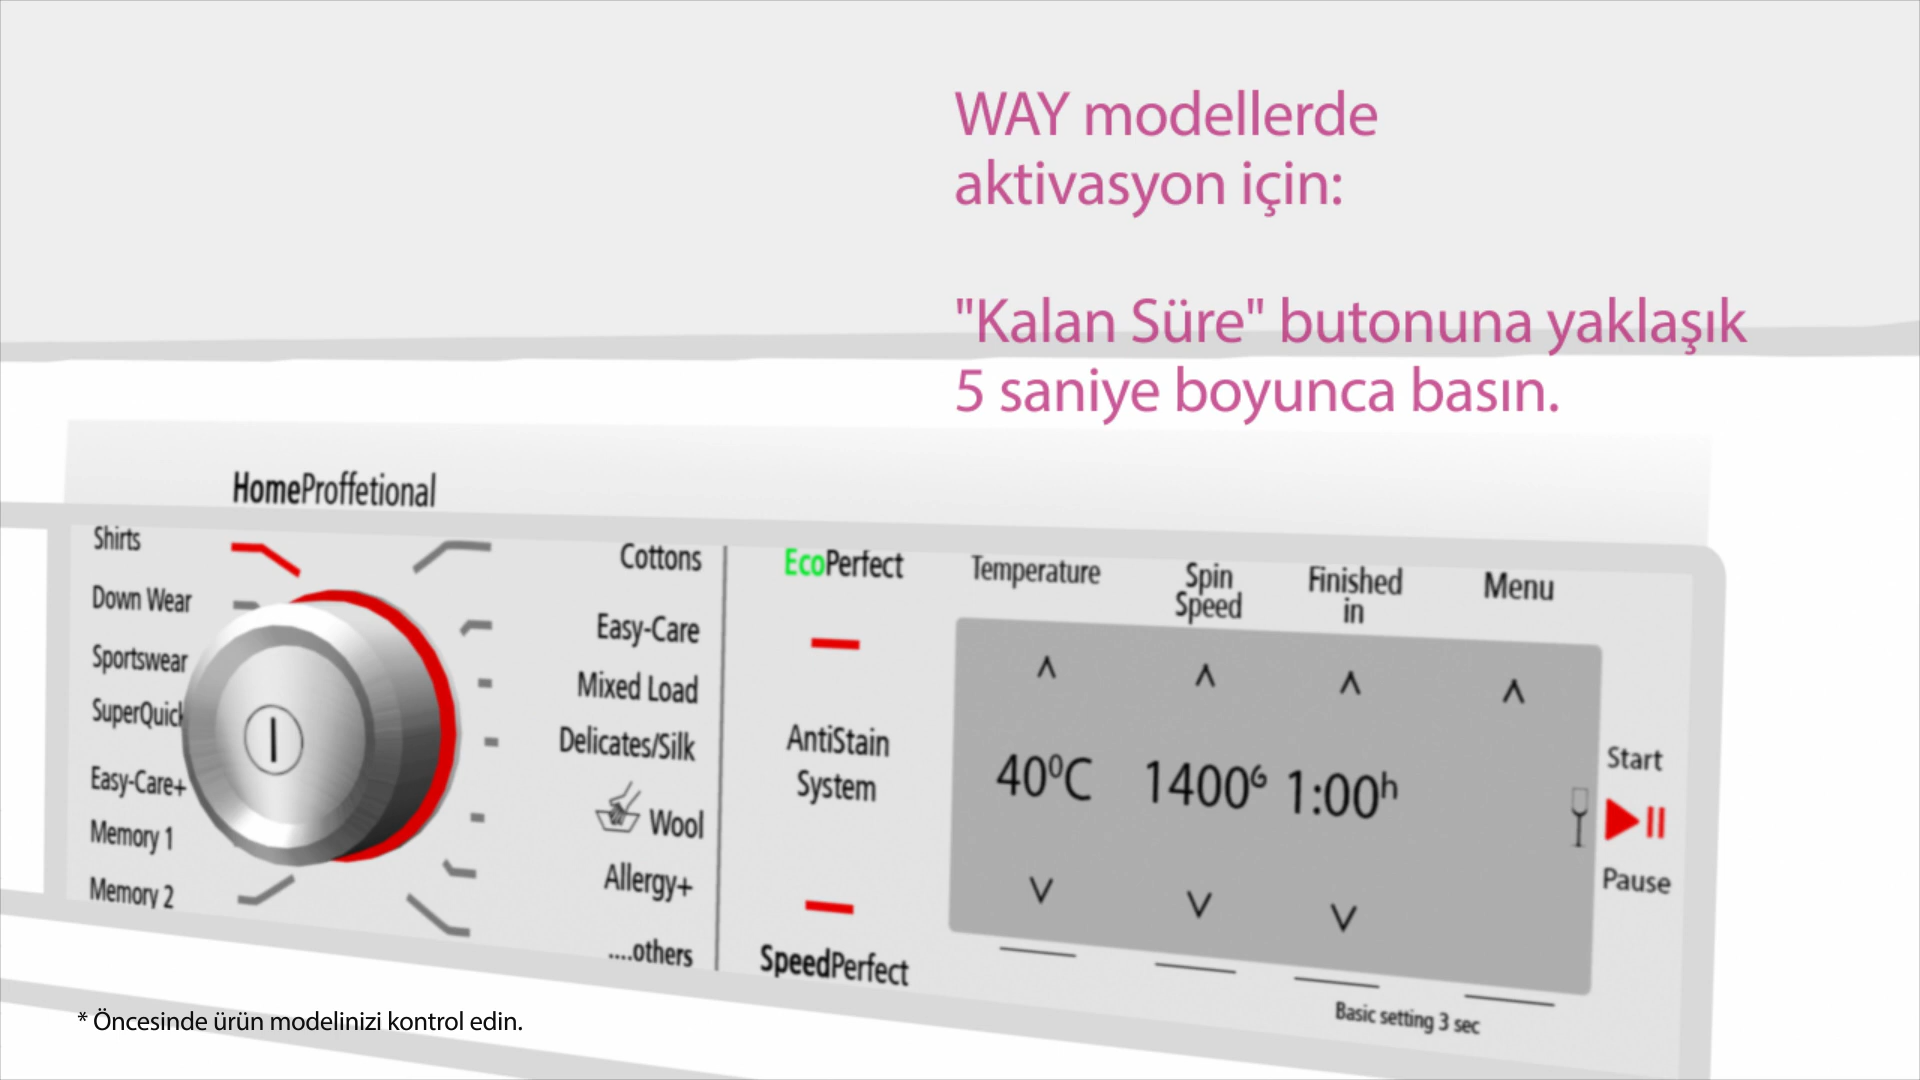 WAY modellerde
aktivasyon için:
"Kalan Süre" butonuna yaklaşık
5 saniye boyunca basın.
HomeProffetional
Shirts
Down Wear
Sportswear
SuperQuick
Easy-Care+
Memory 1
Memory 2
Cottons
Easy-Care
Mixed Load
Delicates/Silk
Wool
Allergy+
....others
EcoPerfect
AntiStain
System
SpeedPerfect
Temperature
Spin
Speed
Finished
in
Menu
40⁰C 1400⁶ 1:00ʰ
Start
Pause
Basic setting 3 sec
* Öncesinde ürün modelinizi kontrol edin.